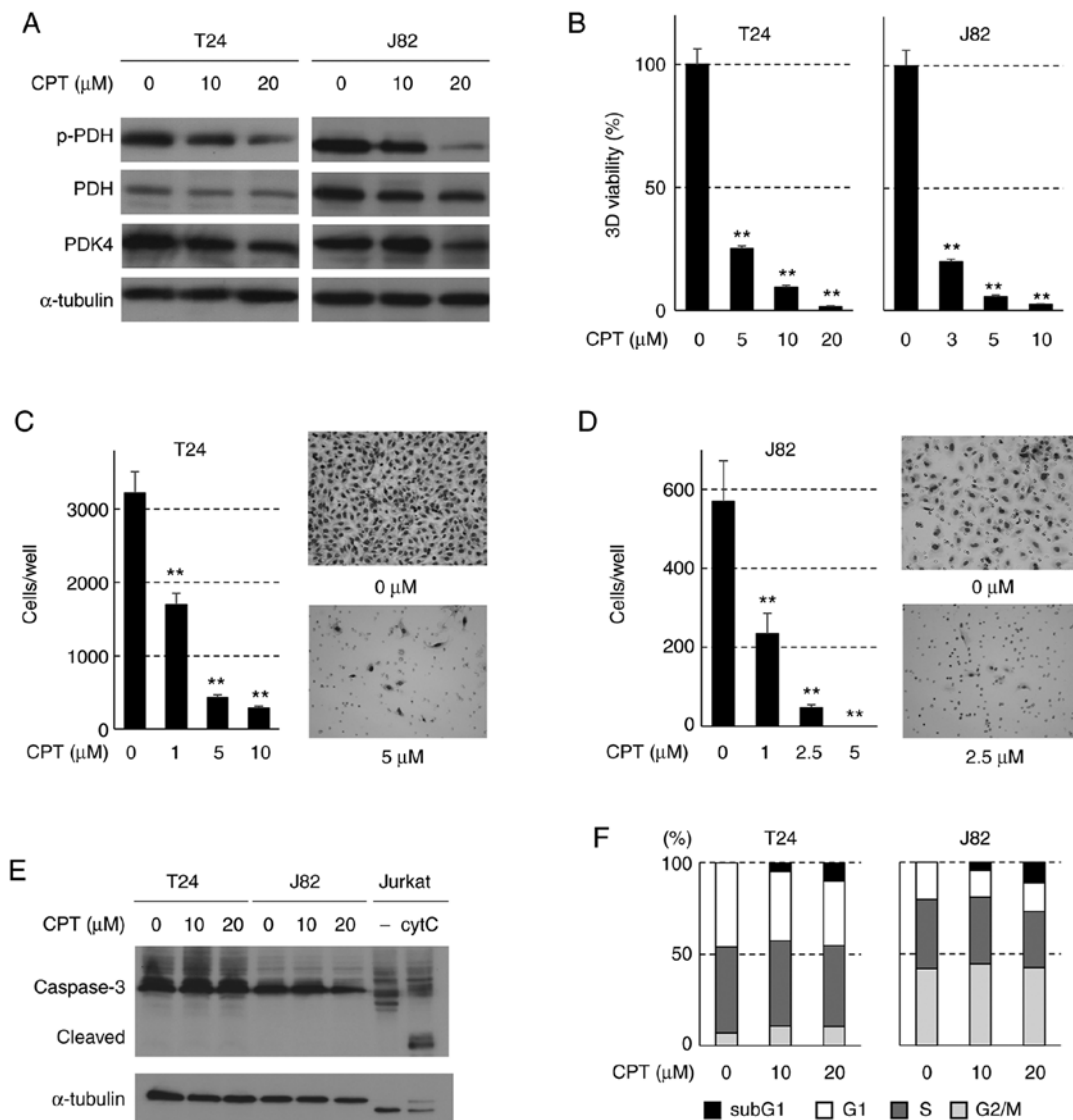 A
T24 J82
CPT (μM) 0 10 20 0 10 20
p-PDH
PDH
PDK4
α-tubulin
B
T24 J82
3D viability (%)
100
50
0
** ** ** ** ** **
CPT (μM) 0 5 10 20 0 3 5 10
C
T24
Cells/well
3000
2000
1000
0
** ** **
CPT (μM) 0 1 5 10
0 μM
5 μM
D
J82
Cells/well
600
400
200
0
** ** **
CPT (μM) 0 1 2.5 5
0 μM
2.5 μM
E
T24 J82 Jurkat
CPT (μM) 0 10 20 0 10 20 – cytC
Caspase-3
Cleaved
α-tubulin
F
(%) T24 J82
100
50
0
CPT (μM) 0 10 20 0 10 20
subG1 G1 S G2/M